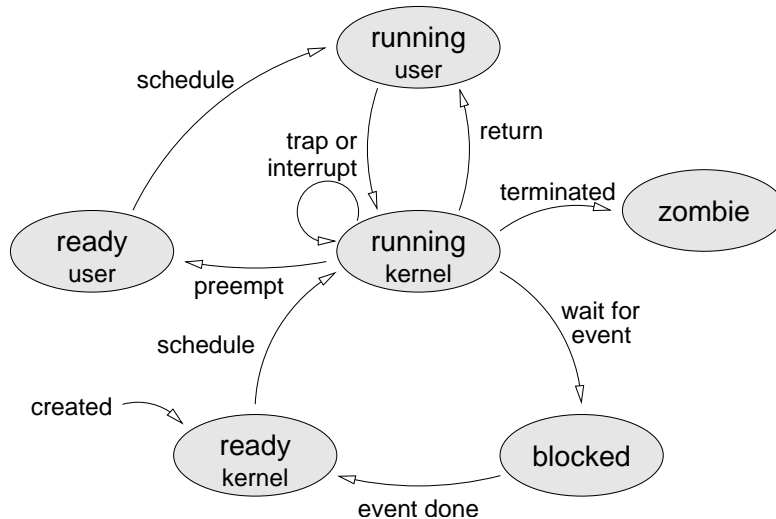 running
user
schedule
trap or
interrupt
return
terminated
zombie
ready
user
running
kernel
preempt
schedule
wait for
event
created
ready
kernel
blocked
event done